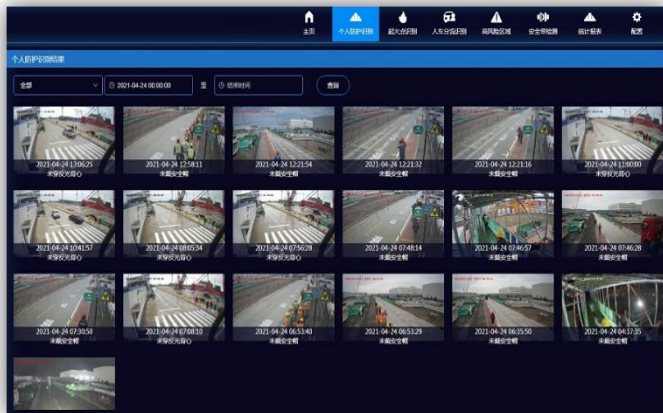 主页
个人防护识别
超火点识别
人车分流识别
高风险区域
安全带检测
统计报表
配置
个人防护识别结果
全部
2021-04-24 00:00:00
至
结束时间
查询
2021-04-24 13:06:25
未穿反光背心
2021-04-24 12:58:11
未戴安全帽
2021-04-24 12:21:54
未戴安全帽
2021-04-24 12:21:32
未戴安全帽
2021-04-24 12:21:16
未戴安全帽
2021-04-24 11:00:00
未穿反光背心
2021-04-24 10:41:57
未穿反光背心
2021-04-24 08:05:34
未穿反光背心
2021-04-24 07:56:28
未穿反光背心
2021-04-24 07:48:14
未戴安全帽
2021-04-24 07:46:57
未戴安全帽
2021-04-24 07:46:28
未戴安全帽
2021-04-24 07:30:50
未戴安全帽
2021-04-24 07:08:10
未穿反光背心
2021-04-24 06:53:40
未戴安全帽
2021-04-24 06:53:29
未戴安全帽
2021-04-24 06:35:50
未戴安全帽
2021-04-24 04:37:35
未戴安全帽